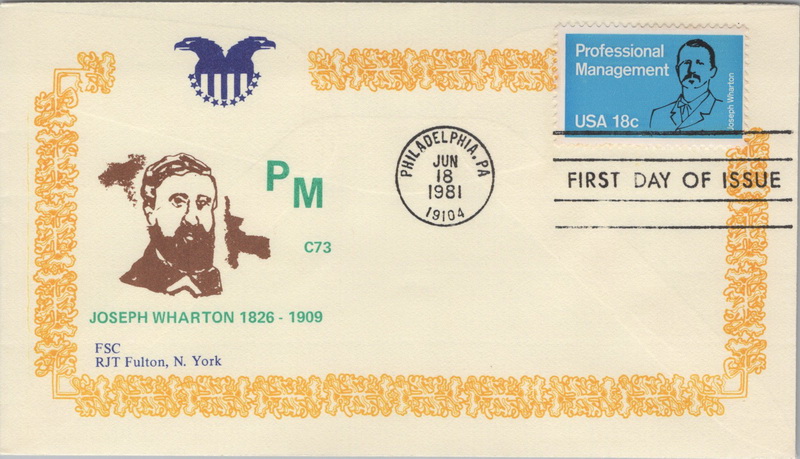 Professional
Management
Joseph Wharton
USA 18c
PHILADELPHIA, PA
JUN
18
1981
19104
FIRST DAY OF ISSUE
PM
C73
JOSEPH WHARTON 1826 - 1909
FSC
RJT Fulton, N. York